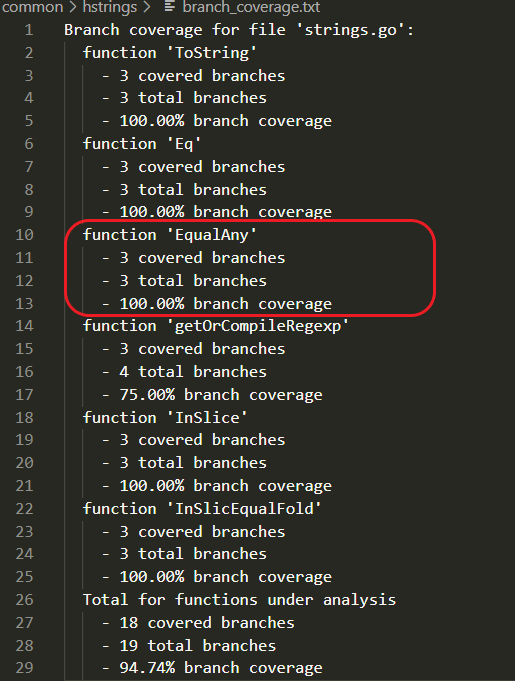 common > hstrings > branch_coverage.txt
1 Branch coverage for file 'strings.go':
2 function 'ToString'
3 - 3 covered branches
4 - 3 total branches
5 - 100.00% branch coverage
6 function 'Eq'
7 - 3 covered branches
8 - 3 total branches
9 - 100.00% branch coverage
10 function 'EqualAny'
11 - 3 covered branches
12 - 3 total branches
13 - 100.00% branch coverage
14 function 'getOrCompileRegexp'
15 - 3 covered branches
16 - 4 total branches
17 - 75.00% branch coverage
18 function 'InSlice'
19 - 3 covered branches
20 - 3 total branches
21 - 100.00% branch coverage
22 function 'InSlicEqualFold'
23 - 3 covered branches
24 - 3 total branches
25 - 100.00% branch coverage
26 Total for functions under analysis
27 - 18 covered branches
28 - 19 total branches
29 - 94.74% branch coverage